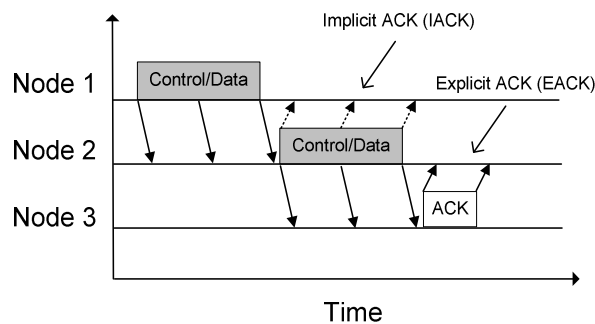 Implicit ACK (IACK)
Node 1
Control/Data
Explicit ACK (EACK)
Node 2
Control/Data
Node 3
ACK
Time